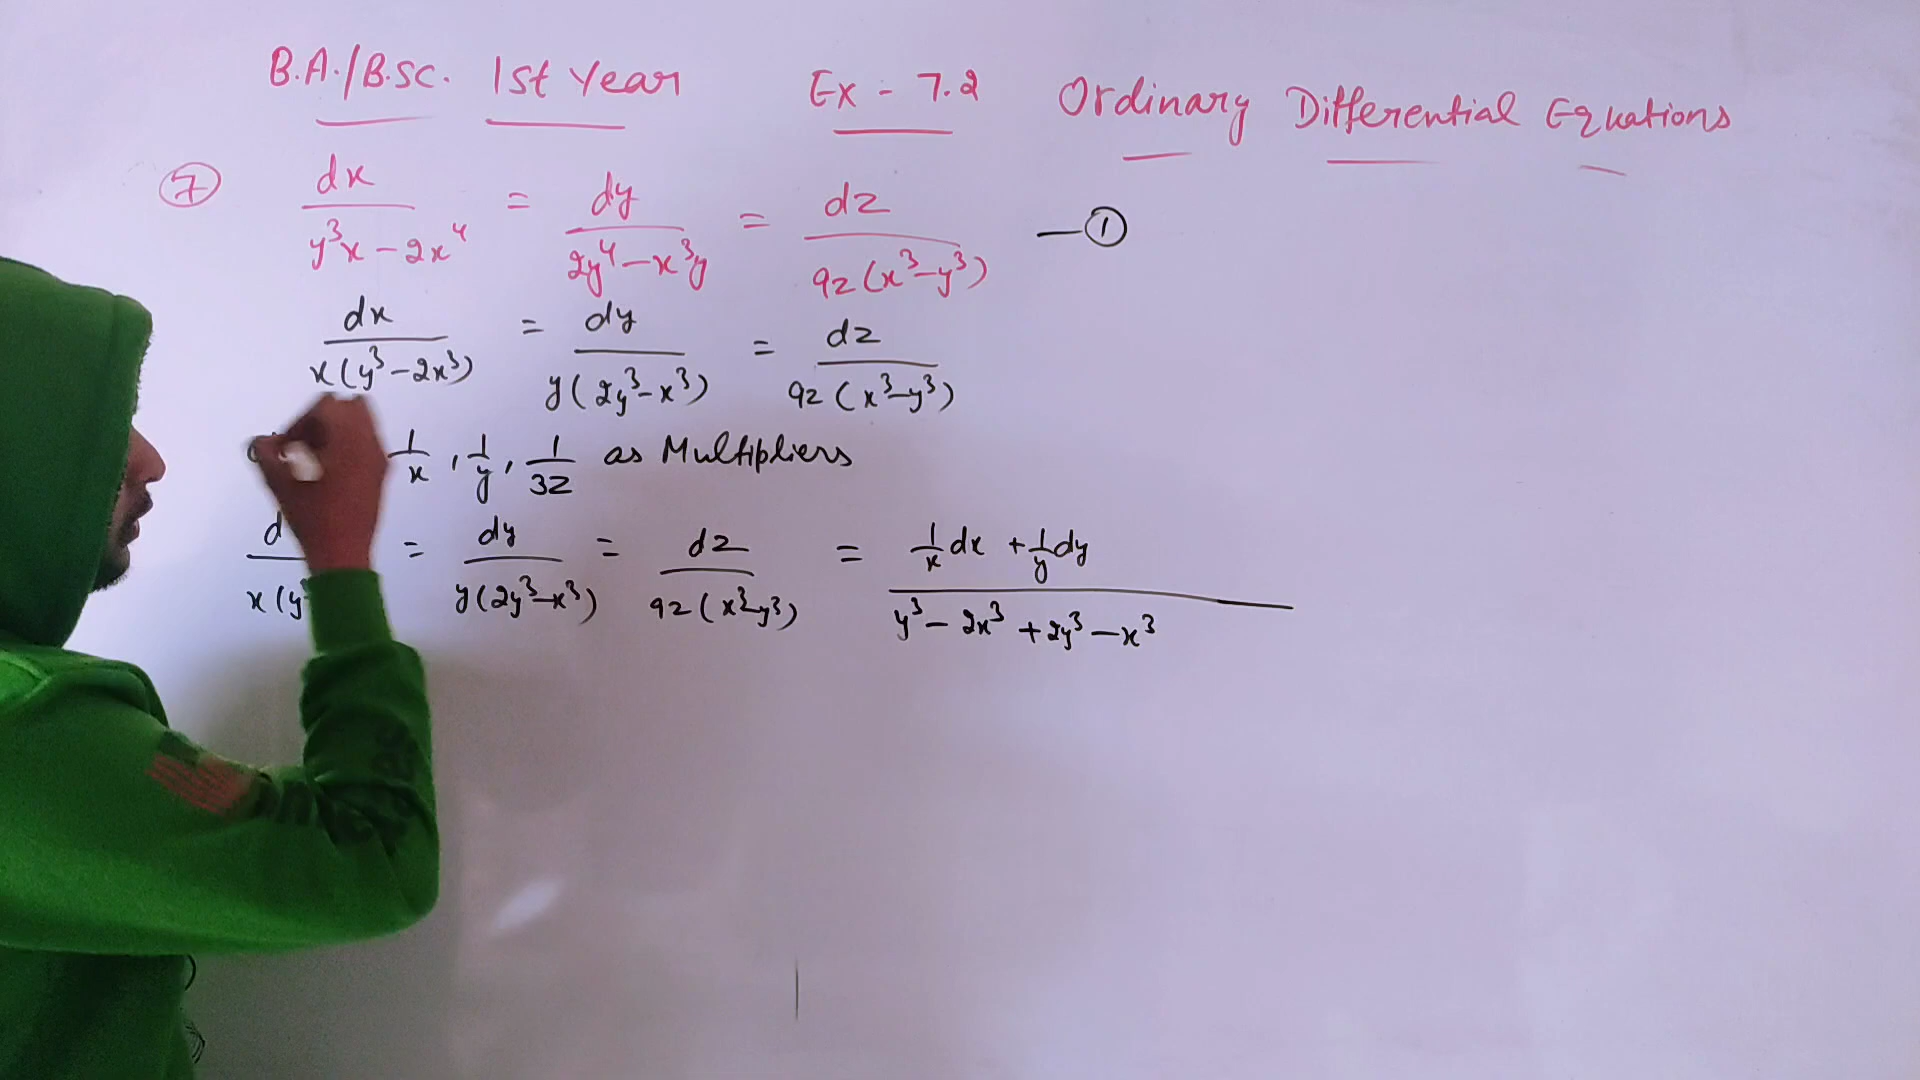 B.A./B.SC. 1st Year Ex - 7.2 Ordinary Differential Equations
⑦ dx/(y³x - 2x⁴) = dy/(2y⁴ - x³y) = dz/(9z(x³-y³)) — ①
dx/(x(y³-2x³)) = dy/(y(2y³-x³)) = dz/(9z(x³-y³))
1/x, 1/y, 1/3z as Multipliers
d x(y = dy/(y(2y³-x³)) = dz/(9z(x³-y³)) = (1/x dx + 1/y dy)/(y³ - 2x³ + 2y³ - x³)